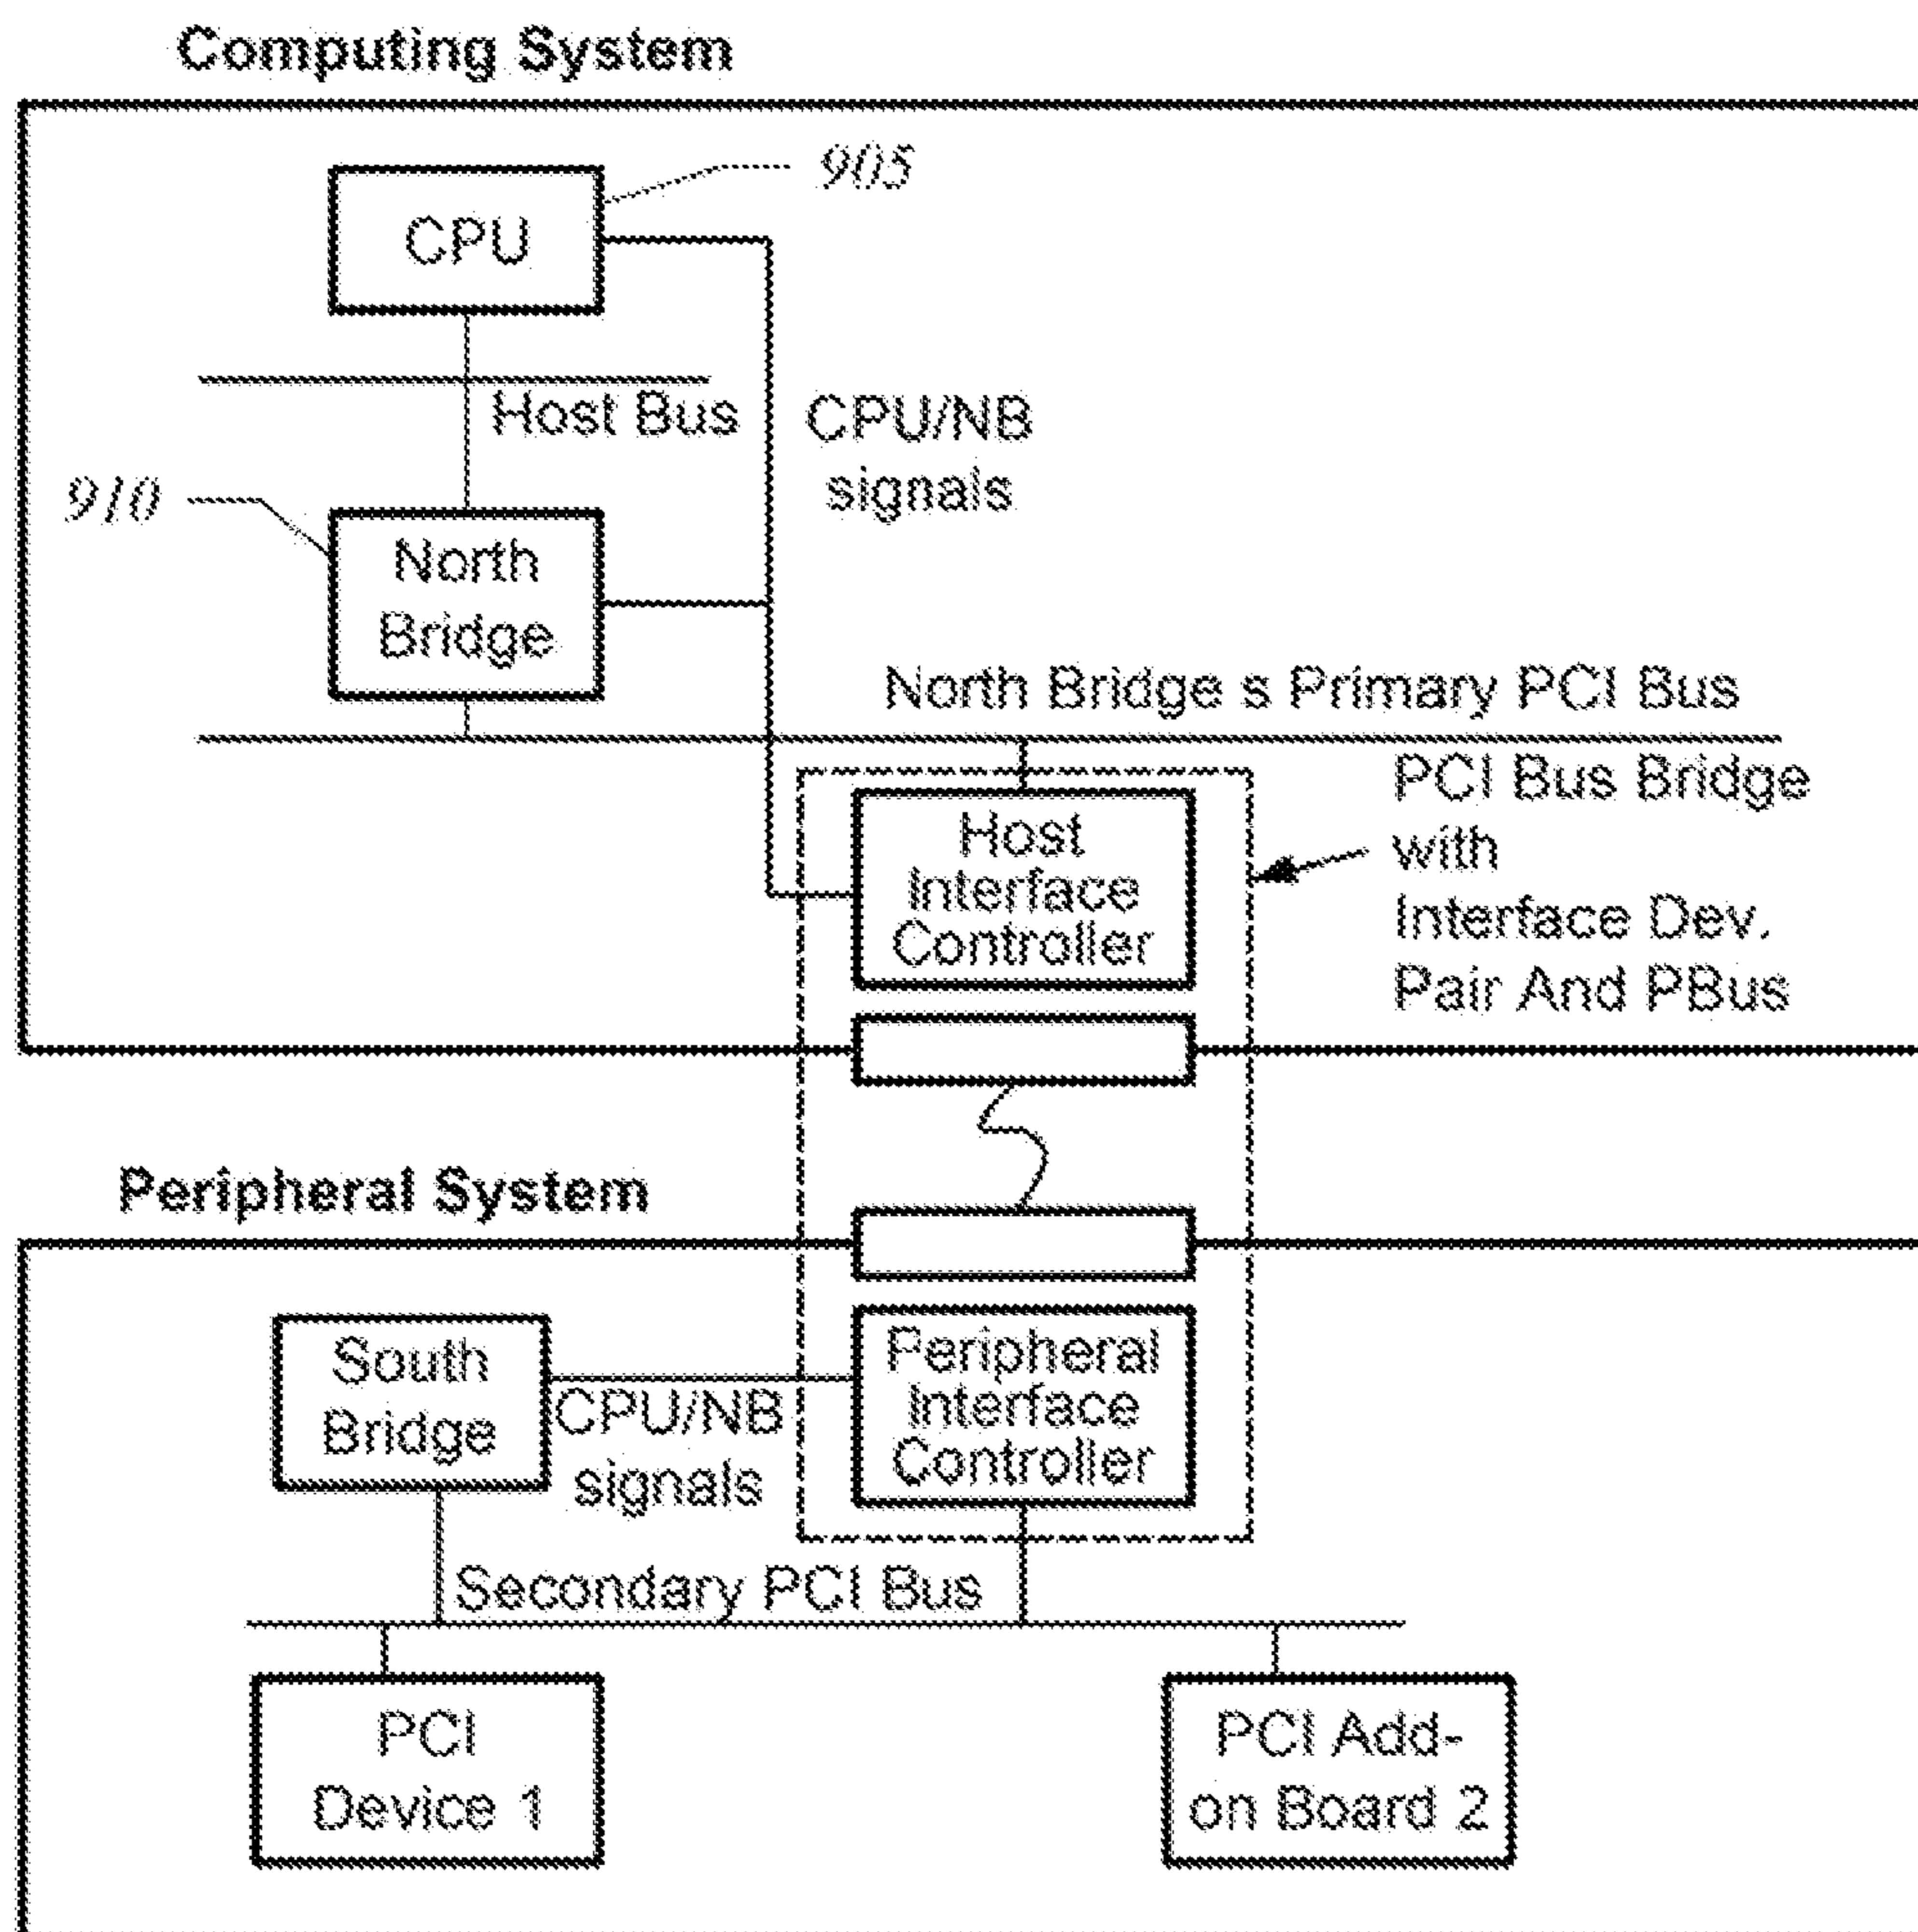 Computing System
905
CPU
Host Bus
CPU/NB
signals
910
North
Bridge
North Bridge s Primary PCI Bus
PCI Bus Bridge
with
Interface Dev.
Pair And PBus
Host
Interface
Controller
Peripheral System
South
Bridge
CPU/NB
signals
Peripheral
Interface
Controller
Secondary PCI Bus
PCI
Device 1
PCI Add-
on Board 2